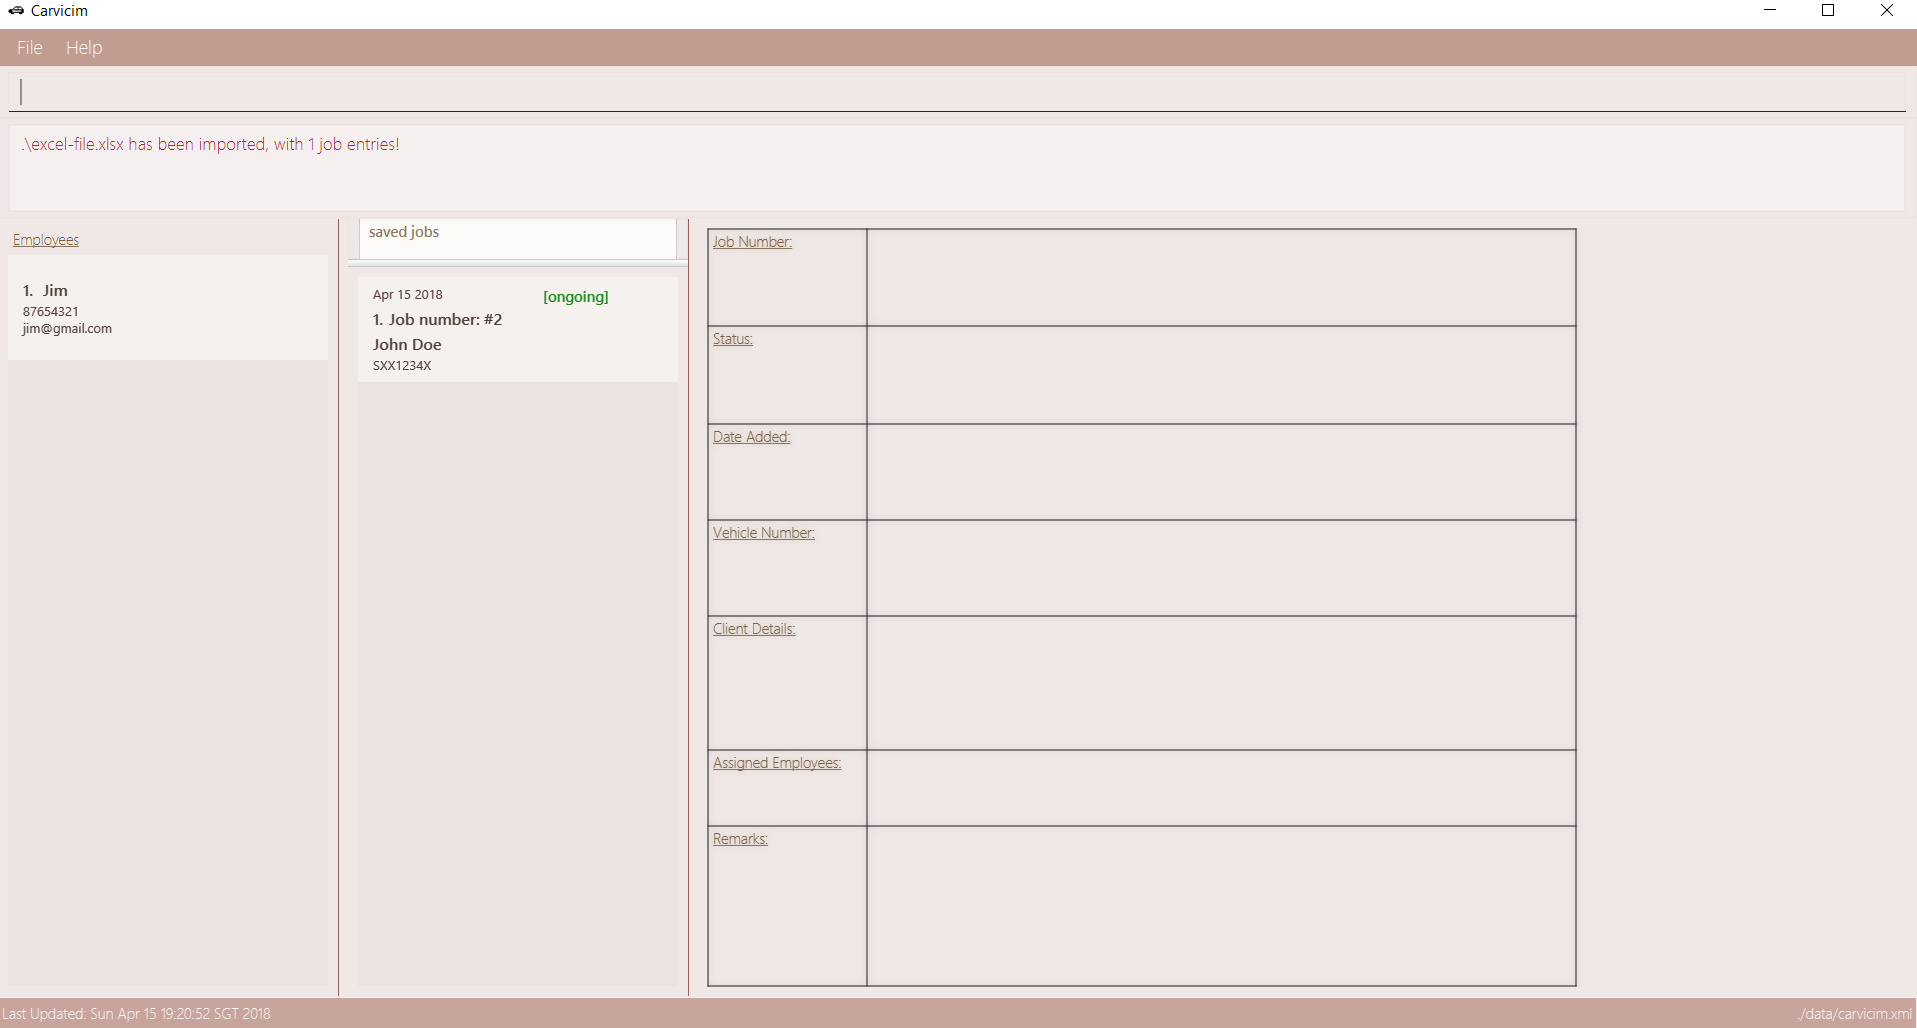 Carvicim
File Help
.\excel-file.xlsx has been imported, with 1 job entries!
Employees
1. Jim
87654321
jim@gmail.com
saved jobs
Apr 15 2018 [ongoing]
1. Job number: #2
John Doe
SXX1234X
Job Number:
Status:
Date Added:
Vehicle Number:
Client Details:
Assigned Employees:
Remarks:
Last Updated: Sun Apr 15 19:20:52 SGT 2018 ./data/carvicim.xml